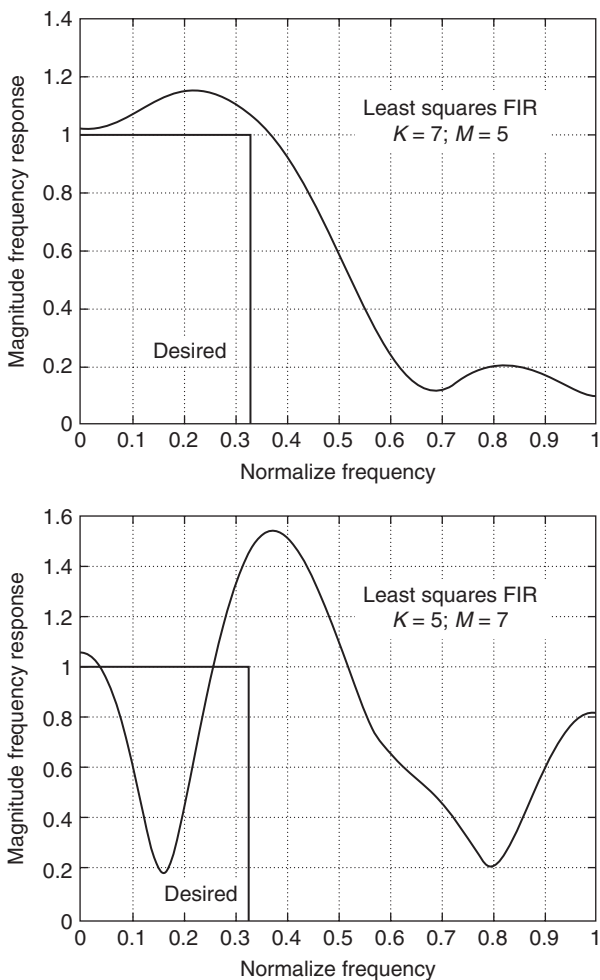 1.4
1.2
1
0.8
0.6
0.4
0.2
0
Magnitude frequency response
Least squares FIR
K = 7; M = 5
Desired
0 0.1 0.2 0.3 0.4 0.5 0.6 0.7 0.8 0.9 1
Normalize frequency
1.6
1.4
1.2
1
0.8
0.6
0.4
0.2
0
Magnitude frequency response
Least squares FIR
K = 5; M = 7
Desired
0 0.1 0.2 0.3 0.4 0.5 0.6 0.7 0.8 0.9 1
Normalize frequency